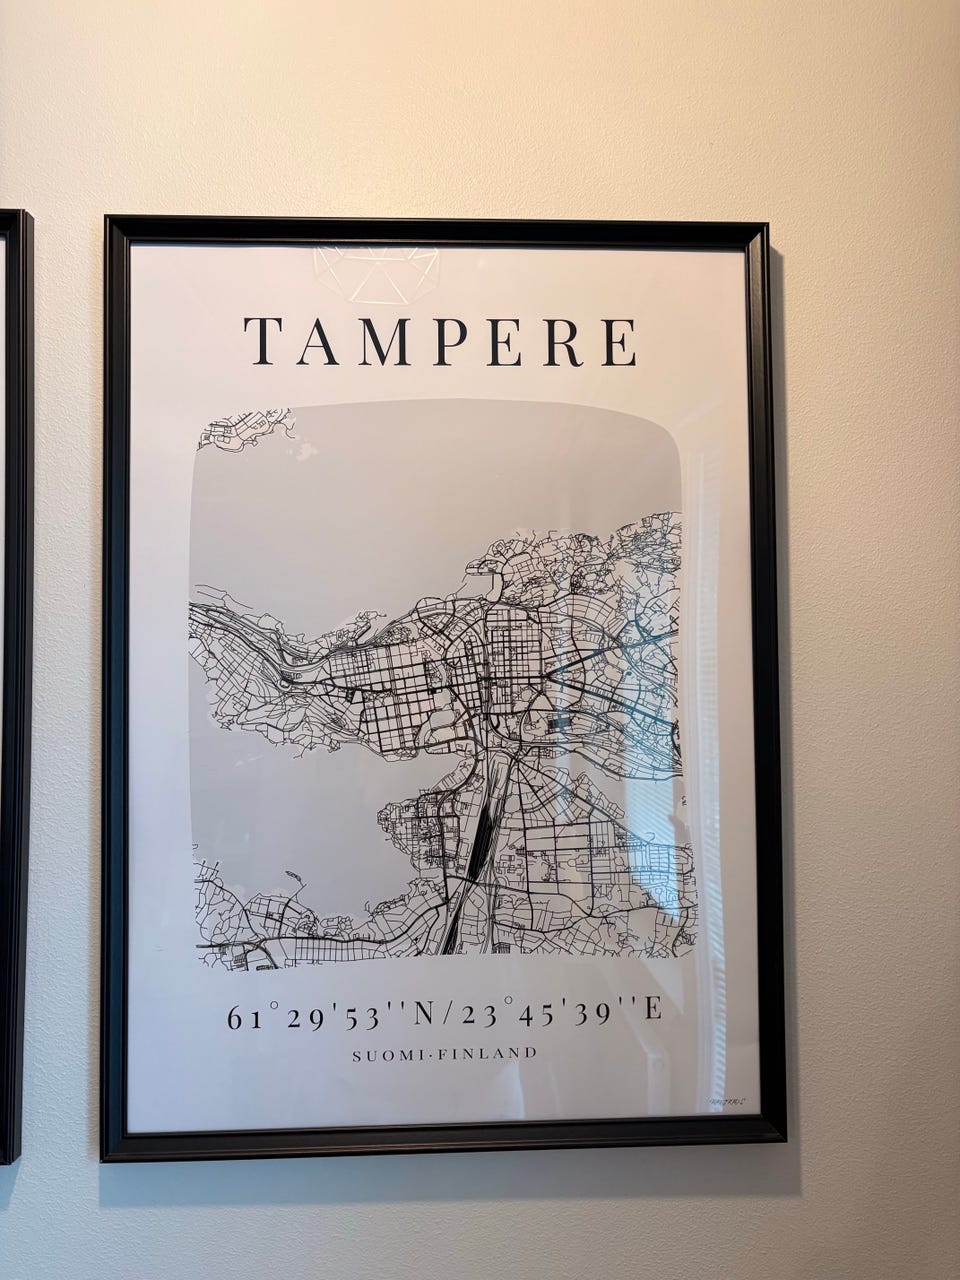 TAMPERE
61°29'53''N/23°45'39''E
SUOMI·FINLAND